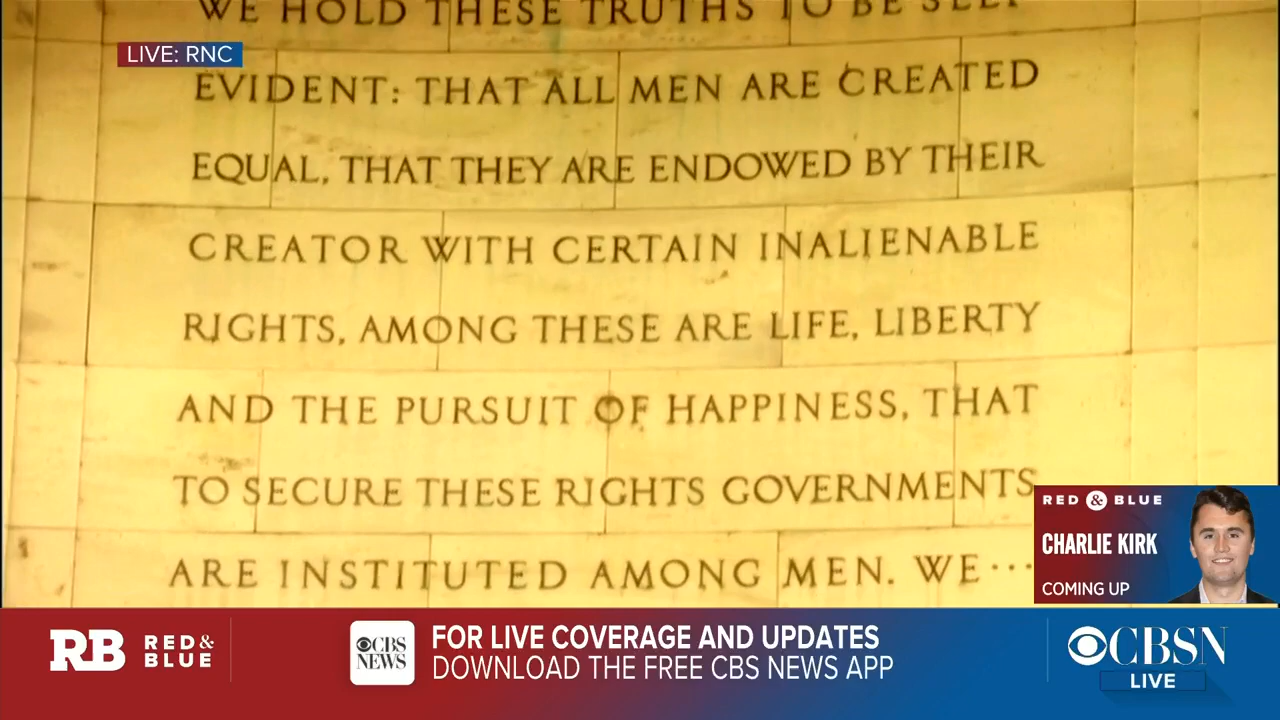 WE HOLD THESE TRUTHS TO BE SELF
LIVE: RNC
EVIDENT: THAT ALL MEN ARE CREATED
EQUAL, THAT THEY ARE ENDOWED BY THEIR
CREATOR WITH CERTAIN INALIENABLE
RIGHTS, AMONG THESE ARE LIFE, LIBERTY
AND THE PURSUIT OF HAPPINESS, THAT
TO SECURE THESE RIGHTS GOVERNMENTS
ARE INSTITUTED AMONG MEN. WE···
RED & BLUE
CHARLIE KIRK
COMING UP
RB RED &
BLUE
CBS
NEWS
FOR LIVE COVERAGE AND UPDATES
DOWNLOAD THE FREE CBS NEWS APP
CBSN
LIVE